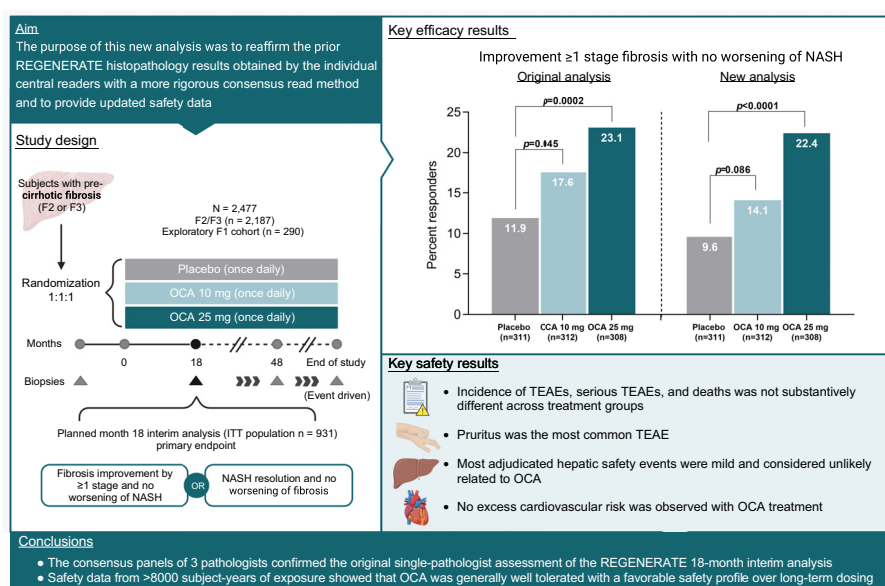 Aim
The purpose of this new analysis was to reaffirm the prior
REGENERATE histopathology results obtained by the individual
central readers with a more rigorous consensus read method
and to provide updated safety data
Study design
Subjects with pre-
cirrhotic fibrosis
(F2 or F3)
N = 2,477
F2/F3 (n = 2,187)
Exploratory F1 cohort (n = 290)
Randomization
1:1:1
Placebo (once daily)
OCA 10 mg (once daily)
OCA 25 mg (once daily)
Months
0
18
48
End of study
Biopsies
(Event driven)
Planned month 18 interim analysis (ITT population n = 931)
primary endpoint
Fibrosis improvement by
≥1 stage and no
worsening of NASH
OR
NASH resolution and no
worsening of fibrosis
Key efficacy results
Improvement ≥1 stage fibrosis with no worsening of NASH
Original analysis
New analysis
Percent responders
25
20
15
10
5
0
p=0.0002
p=0.045
11.9
17.6
23.1
p<0.0001
p=0.086
9.6
14.1
22.4
Placebo
(n=311)
CCA 10 mg
(n=312)
OCA 25 mg
(n=308)
Placebo
(n=311)
OCA 10 mg
(n=312)
OCA 25 mg
(n=308)
Key safety results
• Incidence of TEAEs, serious TEAEs, and deaths was not substantively
different across treatment groups
• Pruritus was the most common TEAE
• Most adjudicated hepatic safety events were mild and considered unlikely
related to OCA
• No excess cardiovascular risk was observed with OCA treatment
Conclusions
• The consensus panels of 3 pathologists confirmed the original single-pathologist assessment of the REGENERATE 18-month interim analysis
• Safety data from >8000 subject-years of exposure showed that OCA was generally well tolerated with a favorable safety profile over long-term dosing